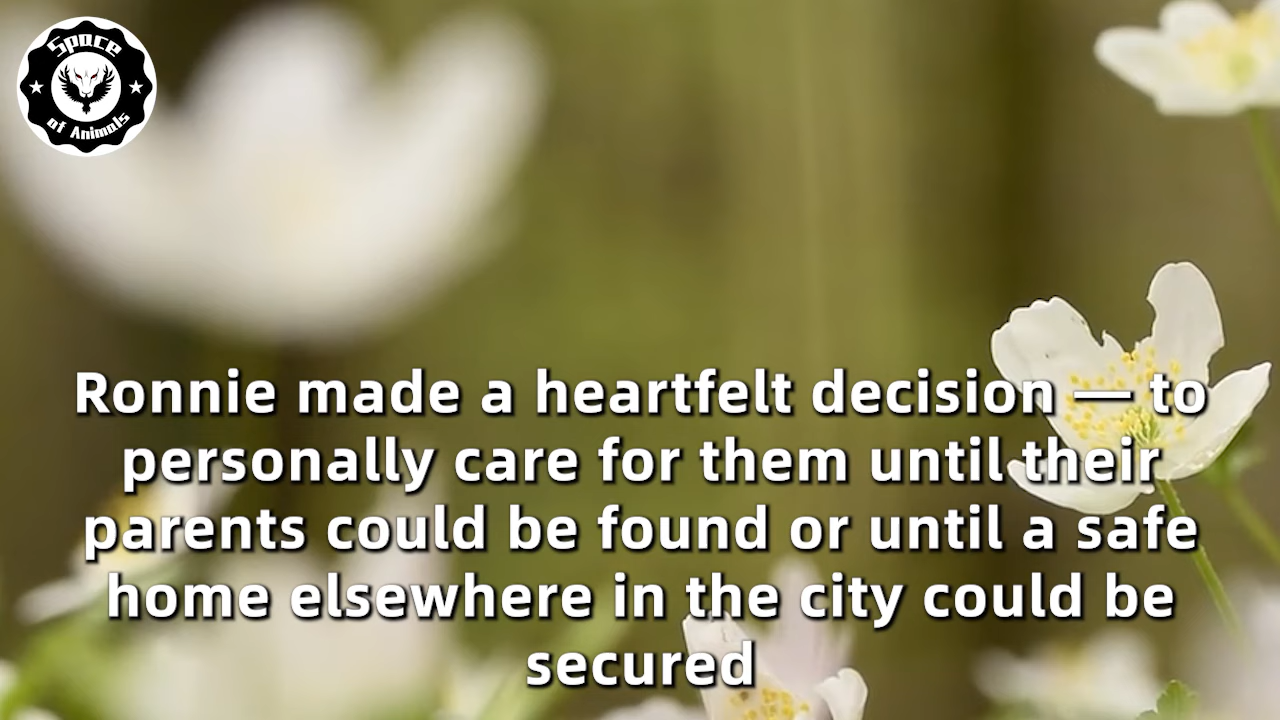 Space
of Animals
Ronnie made a heartfelt decision — to
personally care for them until their
parents could be found or until a safe
home elsewhere in the city could be
secured